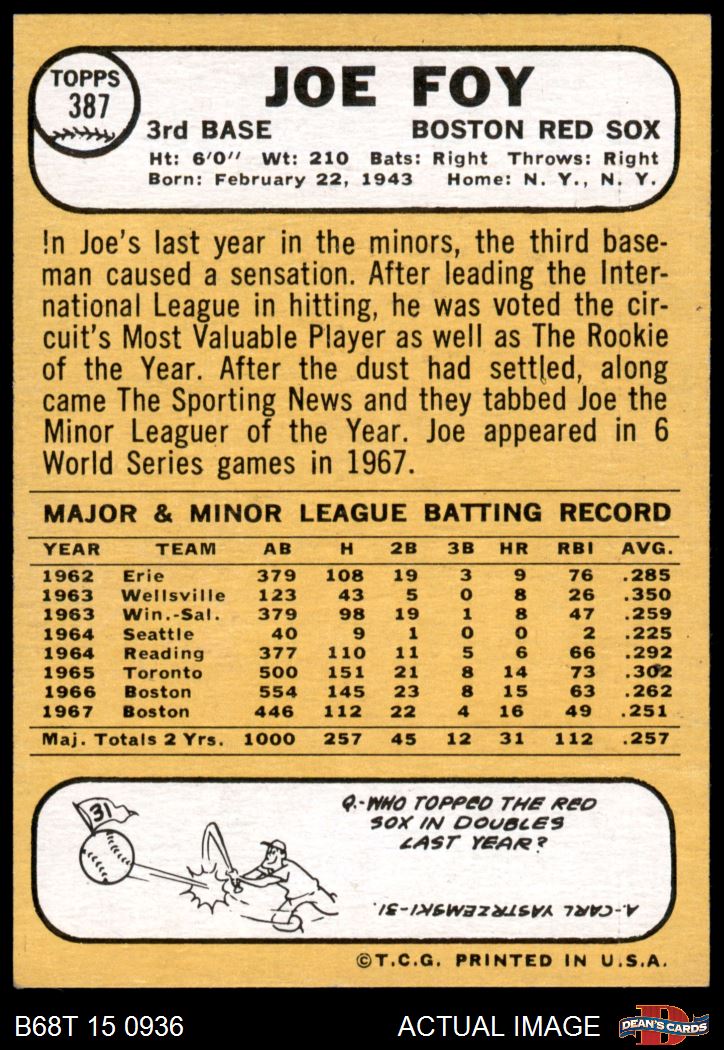 TOPPS
387
JOE FOY
3rd BASE BOSTON RED SOX
Ht: 6'0'' Wt: 210 Bats: Right Throws: Right
Born: February 22, 1943 Home: N. Y., N. Y.
In Joe's last year in the minors, the third base-
man caused a sensation. After leading the Inter-
national League in hitting, he was voted the cir-
cuit's Most Valuable Player as well as The Rookie
of the Year. After the dust had settled, along
came The Sporting News and they tabbed Joe the
Minor Leaguer of the Year. Joe appeared in 6
World Series games in 1967.
MAJOR & MINOR LEAGUE BATTING RECORD
YEAR TEAM AB H 2B 3B HR RBI AVG.
1962 Erie 379 108 19 3 9 76 .285
1963 Wellsville 123 43 5 0 8 26 .350
1963 Win.-Sal. 379 98 19 1 8 47 .259
1964 Seattle 40 9 1 0 0 2 .225
1964 Reading 377 110 11 5 6 66 .292
1965 Toronto 500 151 21 8 14 73 .302
1966 Boston 554 145 23 8 15 63 .262
1967 Boston 446 112 22 4 16 49 .251
Maj. Totals 2 Yrs. 1000 257 45 12 31 112 .257
31
Q.-WHO TOPPED THE RED
SOX IN DOUBLES
LAST YEAR?
A.-CARL YASTRZEMSKI-31.
©T.C.G. PRINTED IN U.S.A.
B68T 15 0936 ACTUAL IMAGE D DEAN'S CARDS